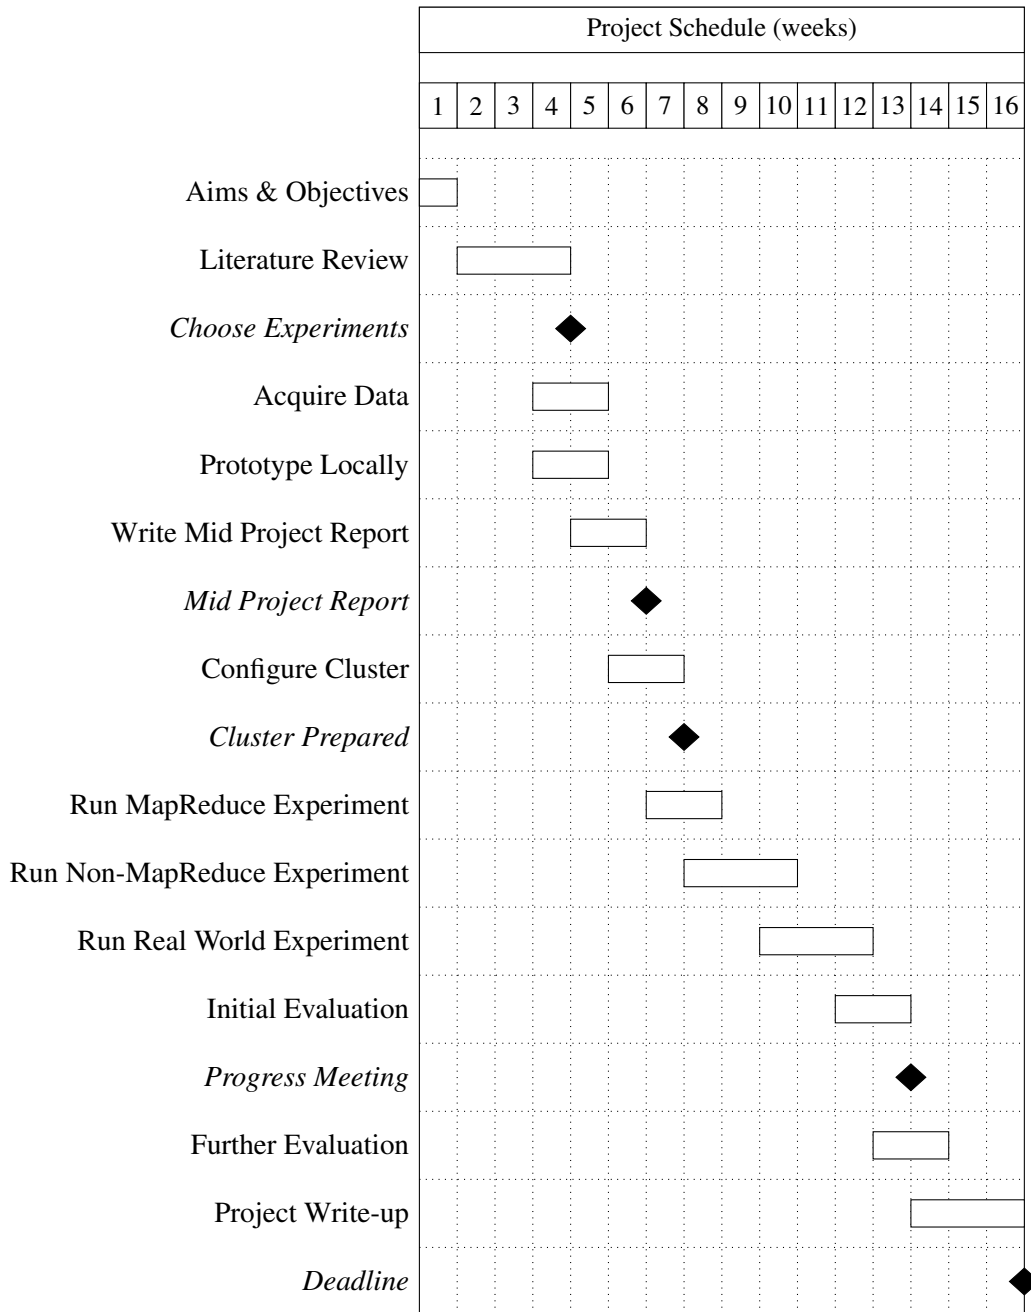 Project Schedule (weeks)
1 2 3 4 5 6 7 8 9 10 11 12 13 14 15 16
Aims & Objectives
Literature Review
Choose Experiments
Acquire Data
Prototype Locally
Write Mid Project Report
Mid Project Report
Configure Cluster
Cluster Prepared
Run MapReduce Experiment
Run Non-MapReduce Experiment
Run Real World Experiment
Initial Evaluation
Progress Meeting
Further Evaluation
Project Write-up
Deadline